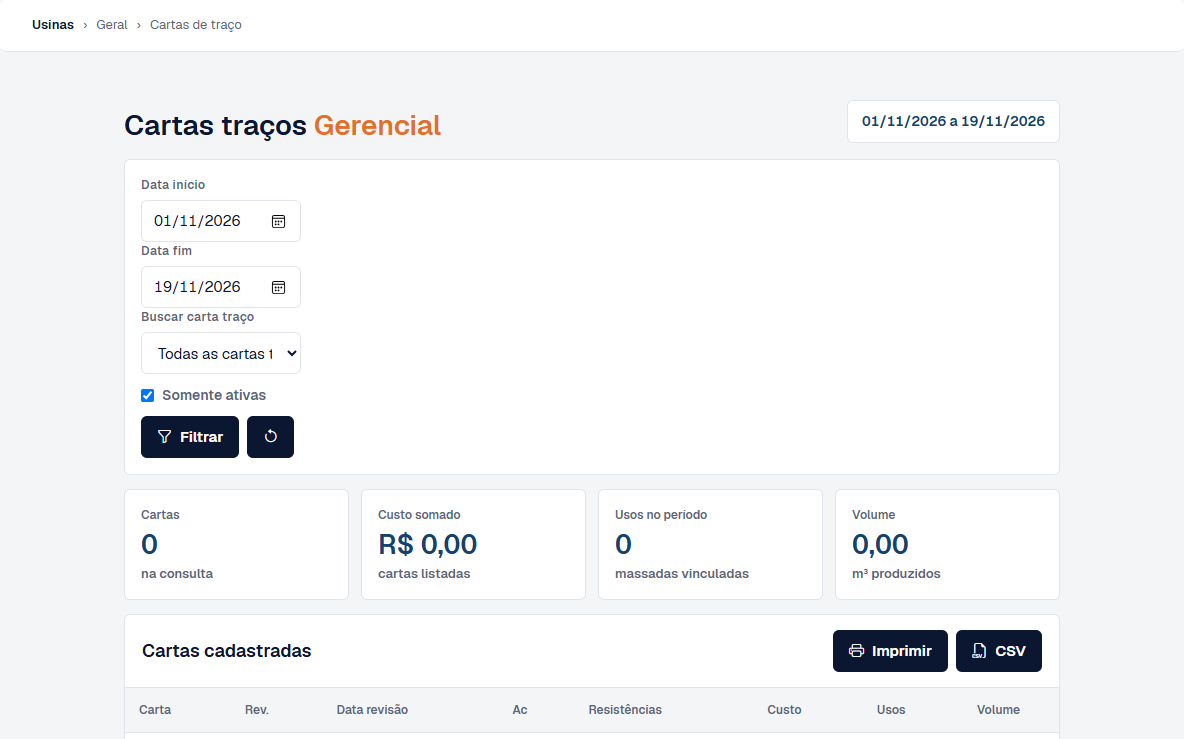 Usinas › Geral › Cartas de traço
Cartas traços Gerencial
01/11/2026 a 19/11/2026
Data início
01/11/2026
Data fim
19/11/2026
Buscar carta traço
Todas as cartas t
Somente ativas
Filtrar
Cartas
0
na consulta
Custo somado
R$ 0,00
cartas listadas
Usos no período
0
massadas vinculadas
Volume
0,00
m³ produzidos
Cartas cadastradas
Imprimir
CSV
Carta Rev. Data revisão Ac Resistências Custo Usos Volume